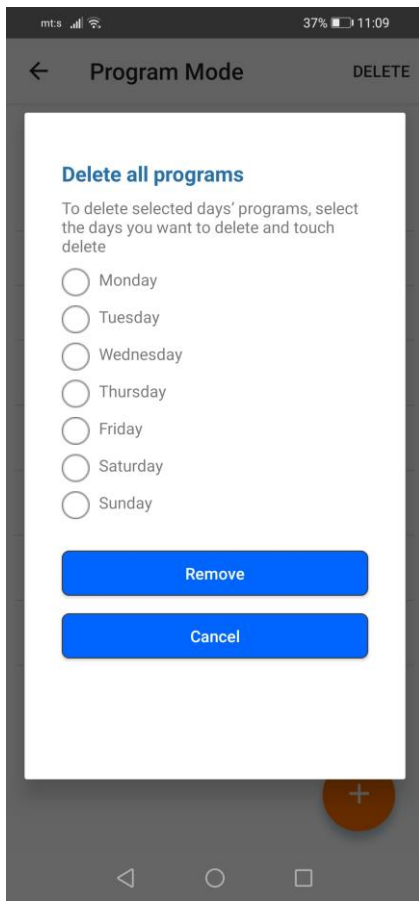 mt:s 37% 11:09
Program Mode DELETE
Delete all programs
To delete selected days' programs, select
the days you want to delete and touch
delete
Monday
Tuesday
Wednesday
Thursday
Friday
Saturday
Sunday
Remove
Cancel
+